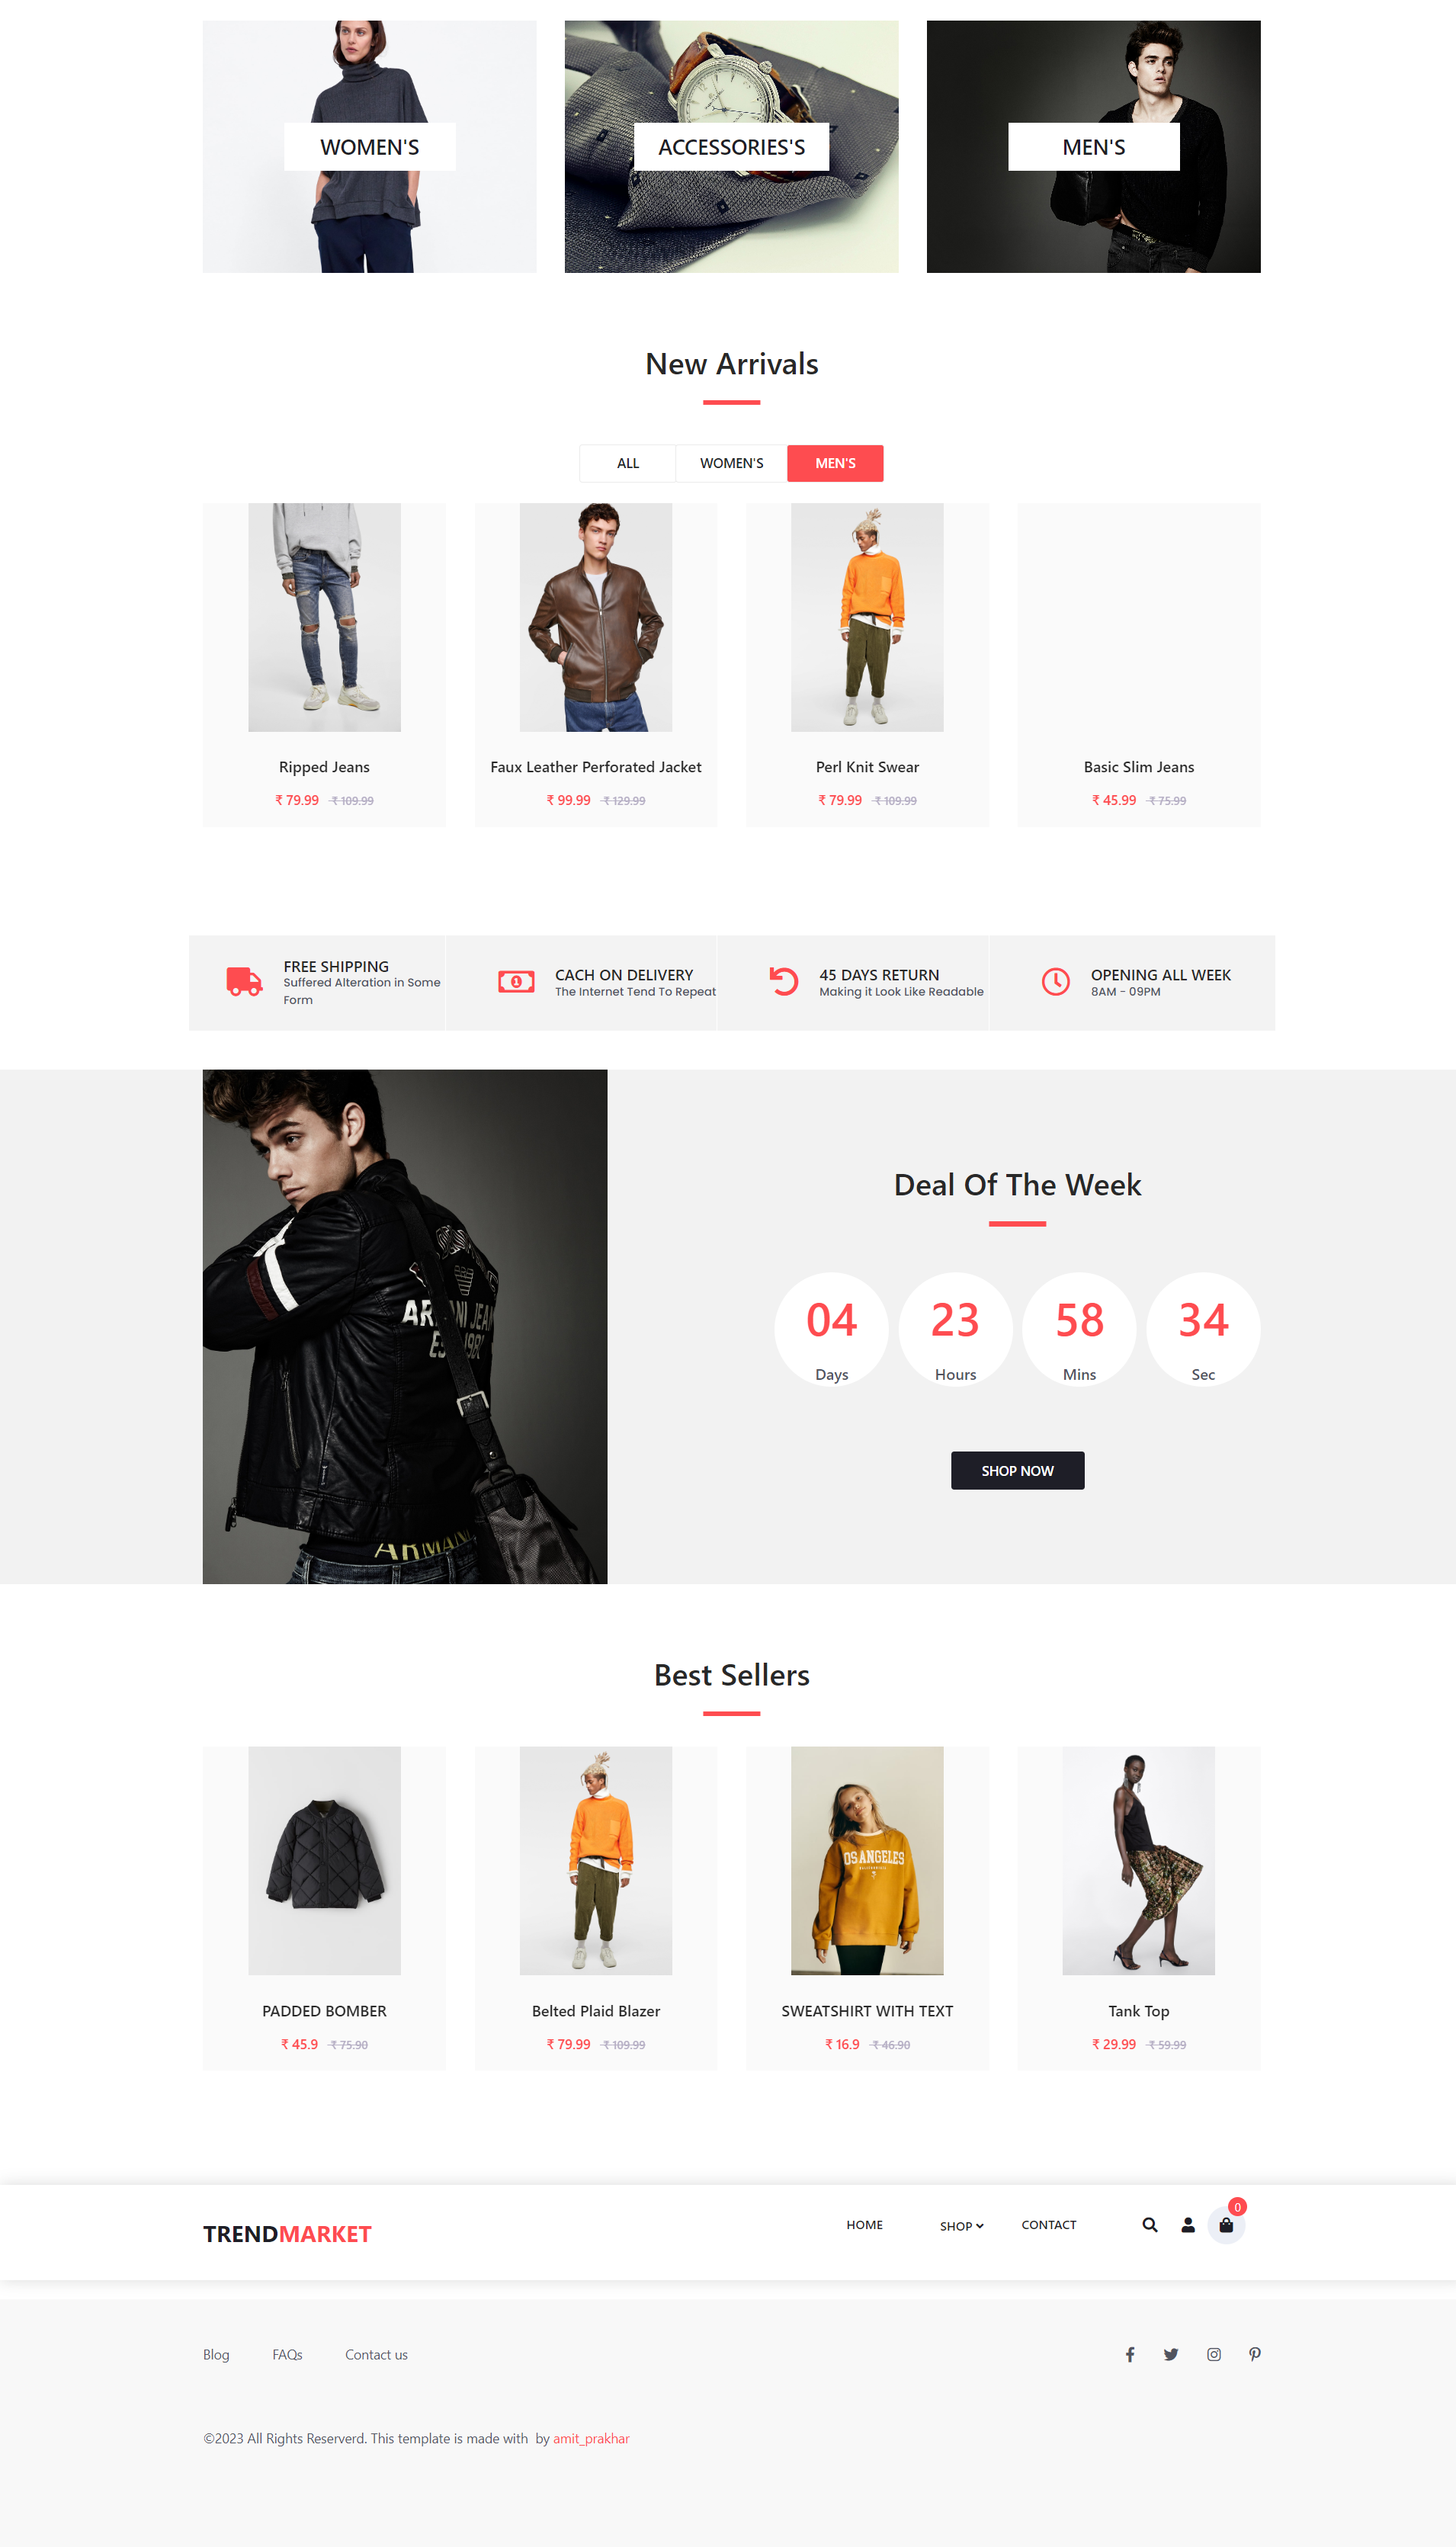 WOMEN'S
ACCESSORIES'S
MEN'S
New Arrivals
ALL
WOMEN'S
MEN'S
Ripped Jeans
₹ 79.99 ₹ 109.99
Faux Leather Perforated Jacket
₹ 99.99 ₹ 129.99
Perl Knit Swear
₹ 79.99 ₹ 109.99
Basic Slim Jeans
₹ 45.99 ₹ 75.99
FREE SHIPPING
Suffered Alteration in Some
Form
CACH ON DELIVERY
The Internet Tend To Repeat
45 DAYS RETURN
Making it Look Like Readable
OPENING ALL WEEK
8AM - 09PM
ARMANI JEAN
ARMANI
Deal Of The Week
04
Days
23
Hours
58
Mins
34
Sec
SHOP NOW
Best Sellers
PADDED BOMBER
₹ 45.9 ₹ 75.90
Belted Plaid Blazer
₹ 79.99 ₹ 109.99
OS ANGELES
SWEATSHIRT WITH TEXT
₹ 16.9 ₹ 46.90
Tank Top
₹ 29.99 ₹ 59.99
TRENDMARKET
HOME
SHOP
CONTACT
0
Blog
FAQs
Contact us
©2023 All Rights Reserverd. This template is made with by amit_prakhar